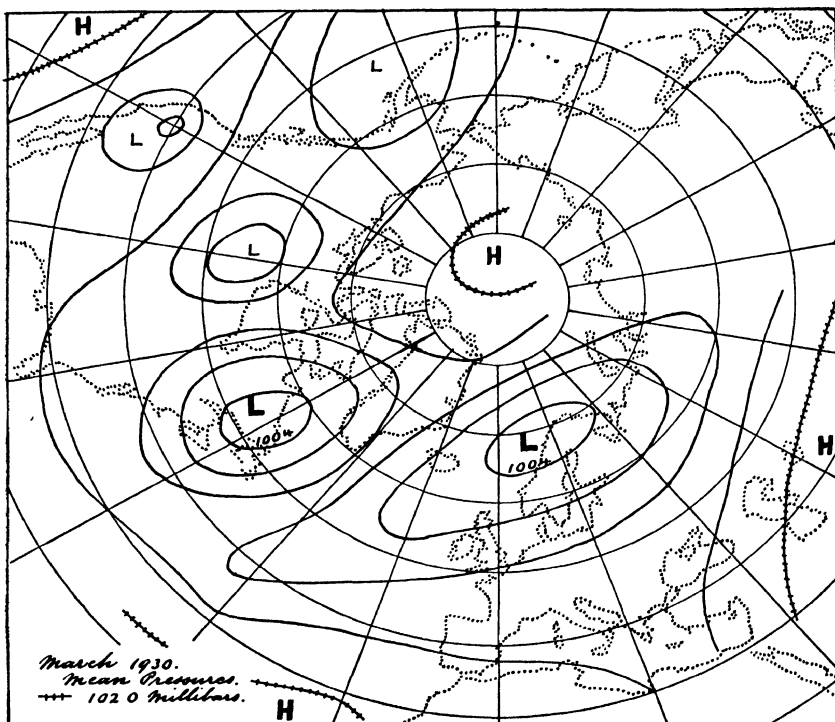 H
L
L
L
H
L
1004
L
1004
H
March 1930.
Mean Pressures.
1020 Millibars.
H